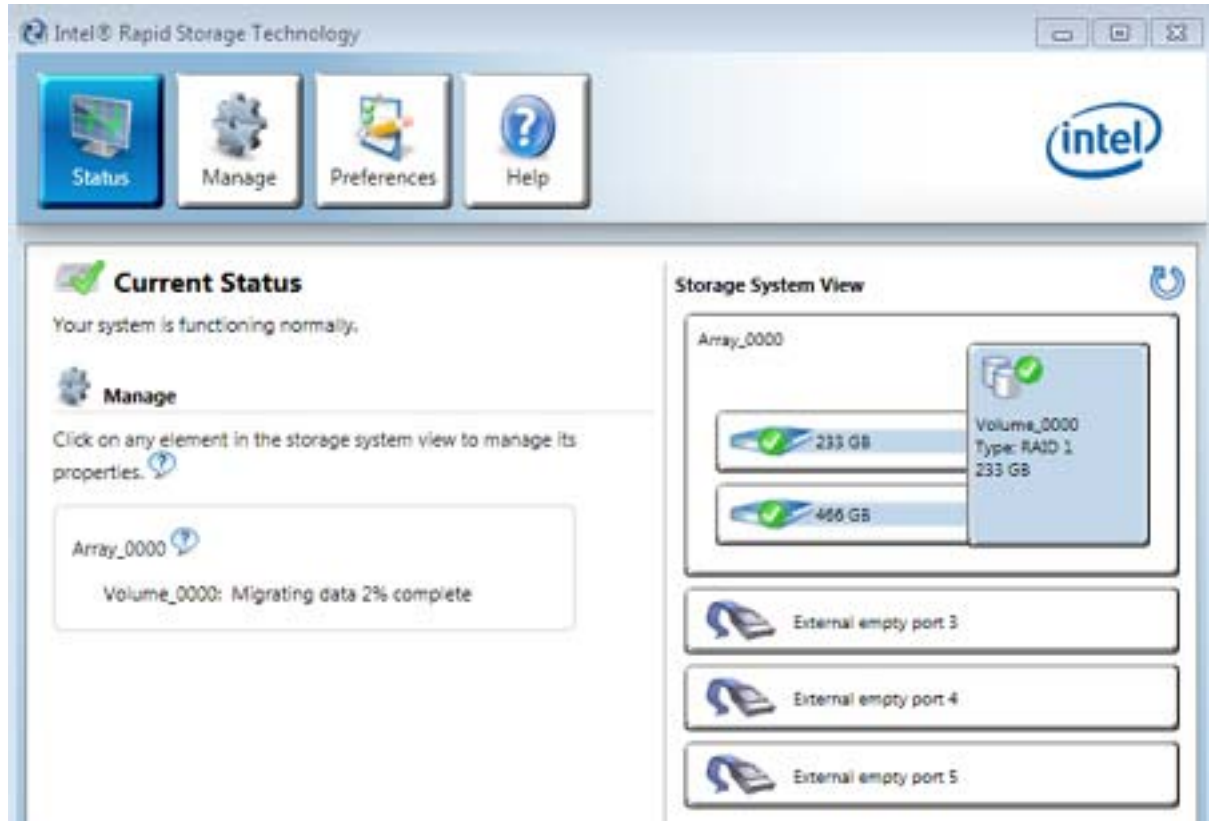 Intel® Rapid Storage Technology
Status
Manage
Preferences
Help
intel
Current Status
Your system is functioning normally.
Manage
Click on any element in the storage system view to manage its
properties.
Array_0000
Volume_0000: Migrating data 2% complete
Storage System View
Array_0000
233 GB
466 GB
Volume_0000
Type: RAID 1
233 GB
External empty port 3
External empty port 4
External empty port 5